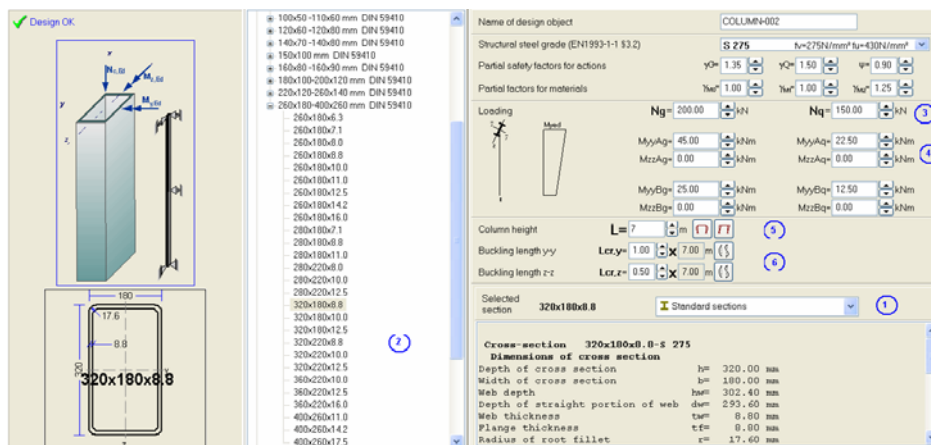 Design OK
y
Nc,Ed
Mz,Ed
My,Ed
y
z
180
17.6
8.8
320
320x180x8.8
z
100x50 -110x60 mm DIN 59410
120x60 -120x80 mm DIN 59410
140x70 -140x80 mm DIN 59410
150x100 mm DIN 59410
160x80 -160x90 mm DIN 59410
180x100-200x120 mm DIN 59410
220x120-260x140 mm DIN 59410
260x180-400x260 mm DIN 59410
260x180x6.3
260x180x7.1
260x180x8.0
260x180x8.8
260x180x10.0
260x180x11.0
260x180x12.5
260x180x14.2
260x180x16.0
280x180x7.1
280x180x8.8
280x180x11.0
280x220x8.0
280x220x10.0
280x220x12.5
320x180x8.8
320x180x10.0
320x180x12.5
320x220x8.8
320x220x10.0
320x220x12.5
360x220x10.0
360x220x12.5
360x220x16.0
400x260x11.0
400x260x14.2
400x260x17.5
2
Name of design object COLUMN-002
Structural steel grade (EN1993-1-1 §3.2) S 275 fy=275N/mm² fu=430N/mm²
Partial safety factors for actions γG= 1.35 γQ= 1.50 ψ= 0.90
Partial factors for materials γM= 1.00 γM= 1.00 γM= 1.25
Loading Ng= 200.00 kN Nq= 150.00 kN 3
Myed
MyyAg= 45.00 kNm MyyAq= 22.50 kNm
MzzAg= 0.00 kNm MzzAq= 0.00 kNm 4
MyyBg= 25.00 kNm MyyBq= 12.50 kNm
MzzBg= 0.00 kNm MzzBq= 0.00 kNm
Column height L= 7 m 5
Buckling length y-y Lcr,y= 1.00 x 7.00 m
Buckling length z-z Lcr,z= 0.50 x 7.00 m 6
Selected section 320x180x8.8 Standard sections 1
Cross-section 320x180x8.8-S 275
Dimensions of cross section
Depth of cross section h= 320.00 mm
Width of cross section b= 180.00 mm
Web depth hw= 302.40 mm
Depth of straight portion of web dw= 293.60 mm
Web thickness tw= 8.80 mm
Flange thickness tf= 8.80 mm
Radius of root fillet r= 17.60 mm